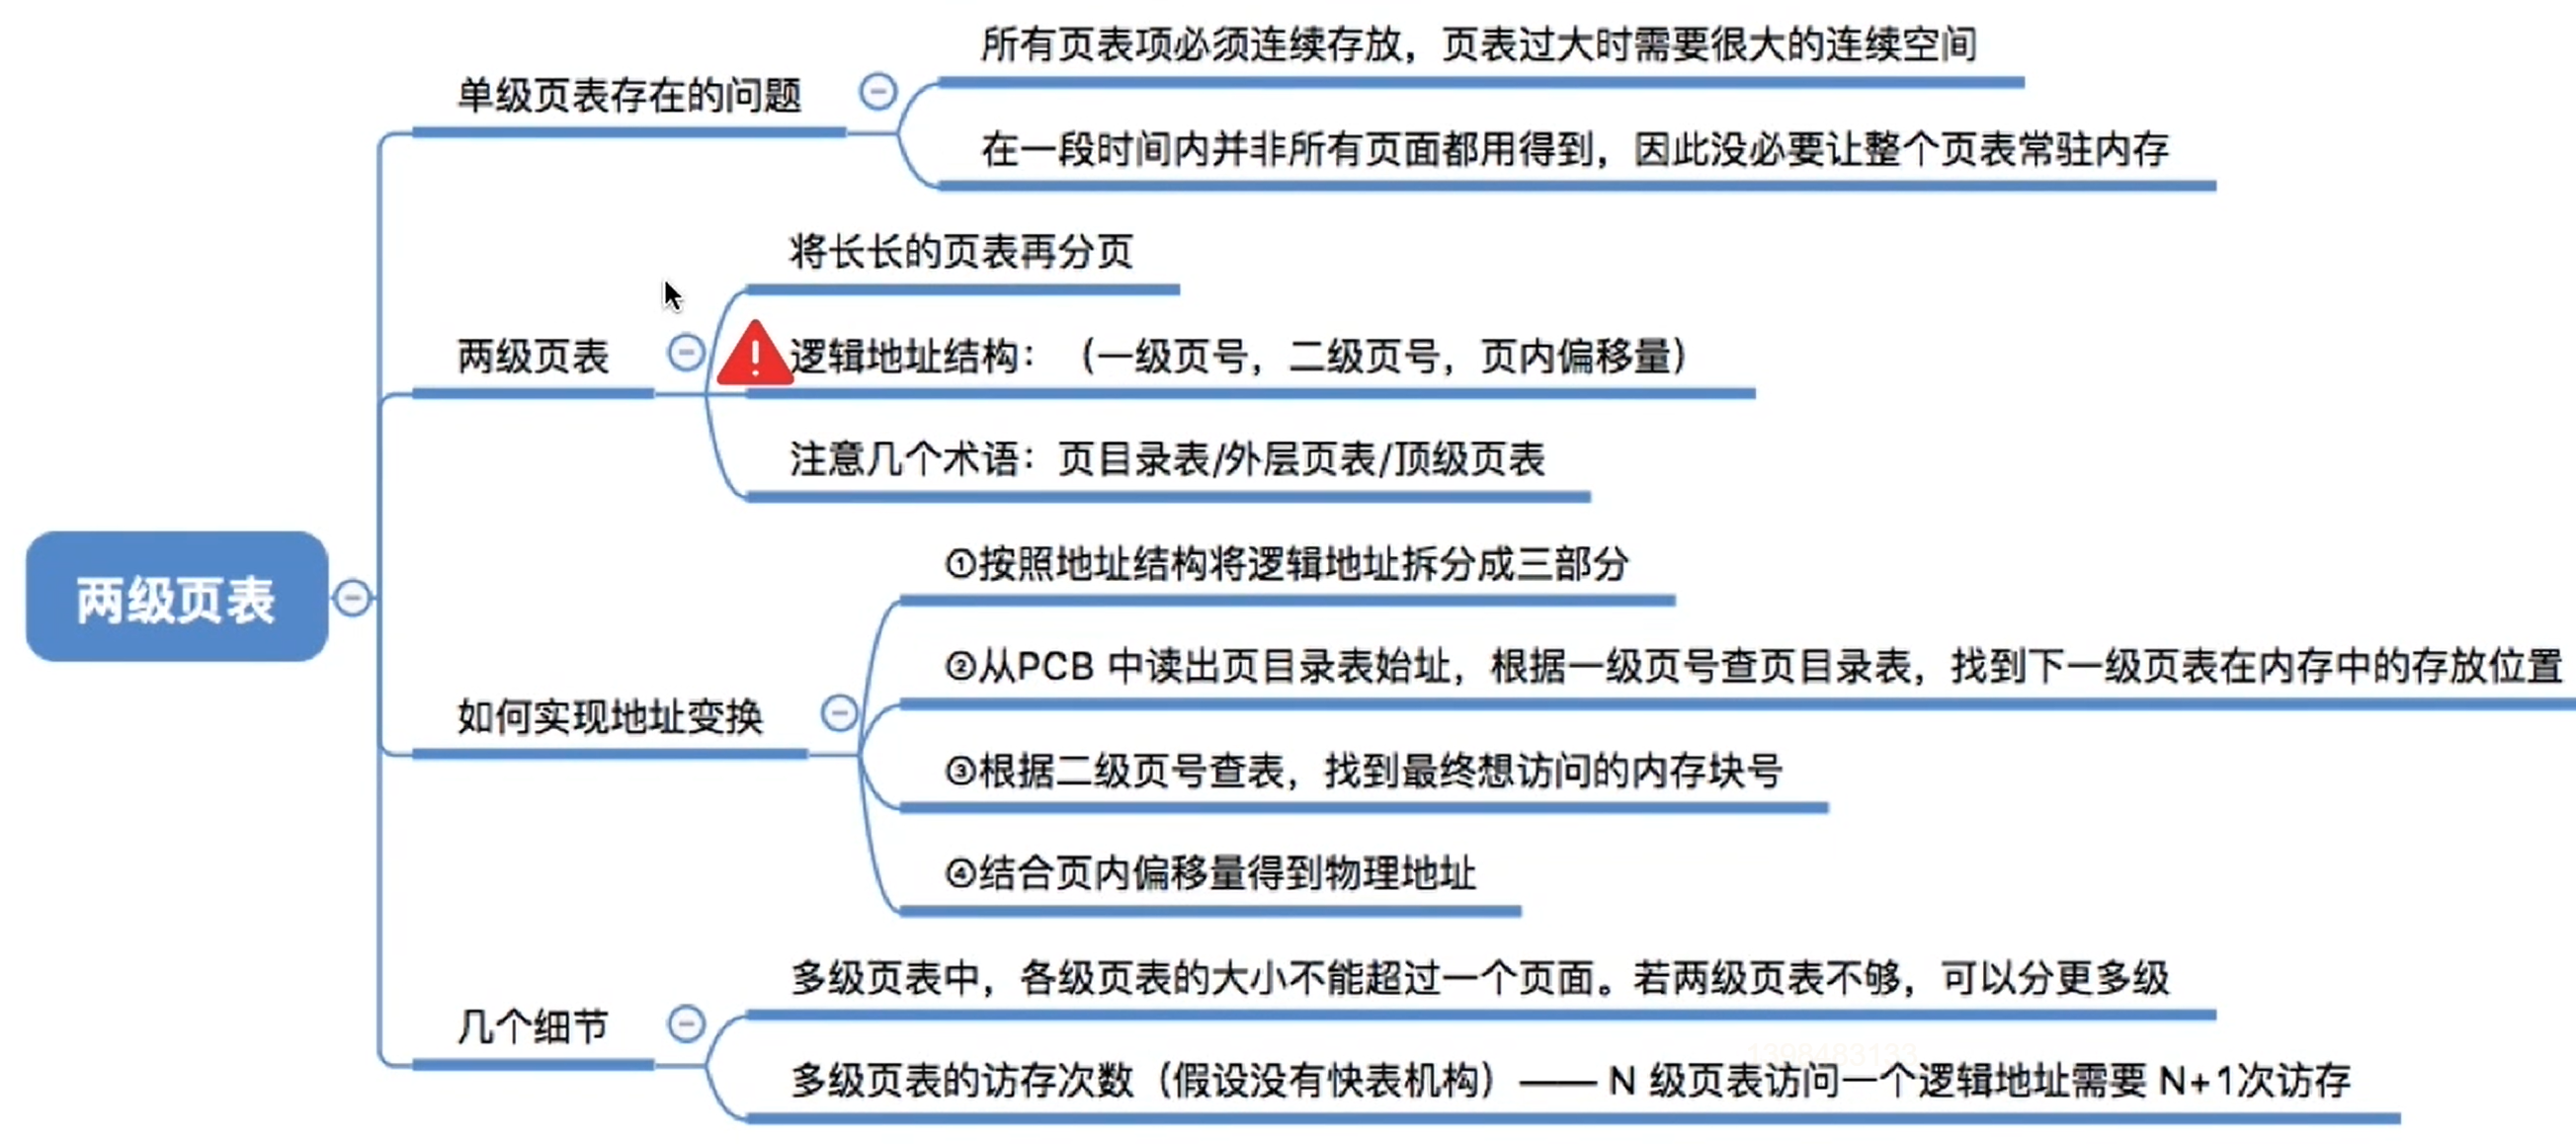 所有页表项必须连续存放，页表过大时需要很大的连续空间
单级页表存在的问题
在一段时间内并非所有页面都用得到，因此没必要让整个页表常驻内存
将长长的页表再分页
两级页表
逻辑地址结构：（一级页号，二级页号，页内偏移量）
注意几个术语：页目录表/外层页表/顶级页表
两级页表
①按照地址结构将逻辑地址拆分成三部分
②从PCB 中读出页目录表始址，根据一级页号查页目录表，找到下一级页表在内存中的存放位置
如何实现地址变换
③根据二级页号查表，找到最终想访问的内存块号
④结合页内偏移量得到物理地址
多级页表中，各级页表的大小不能超过一个页面。若两级页表不够，可以分更多级
几个细节
多级页表的访存次数（假设没有快表机构）—— N 级页表访问一个逻辑地址需要 N+1次访存